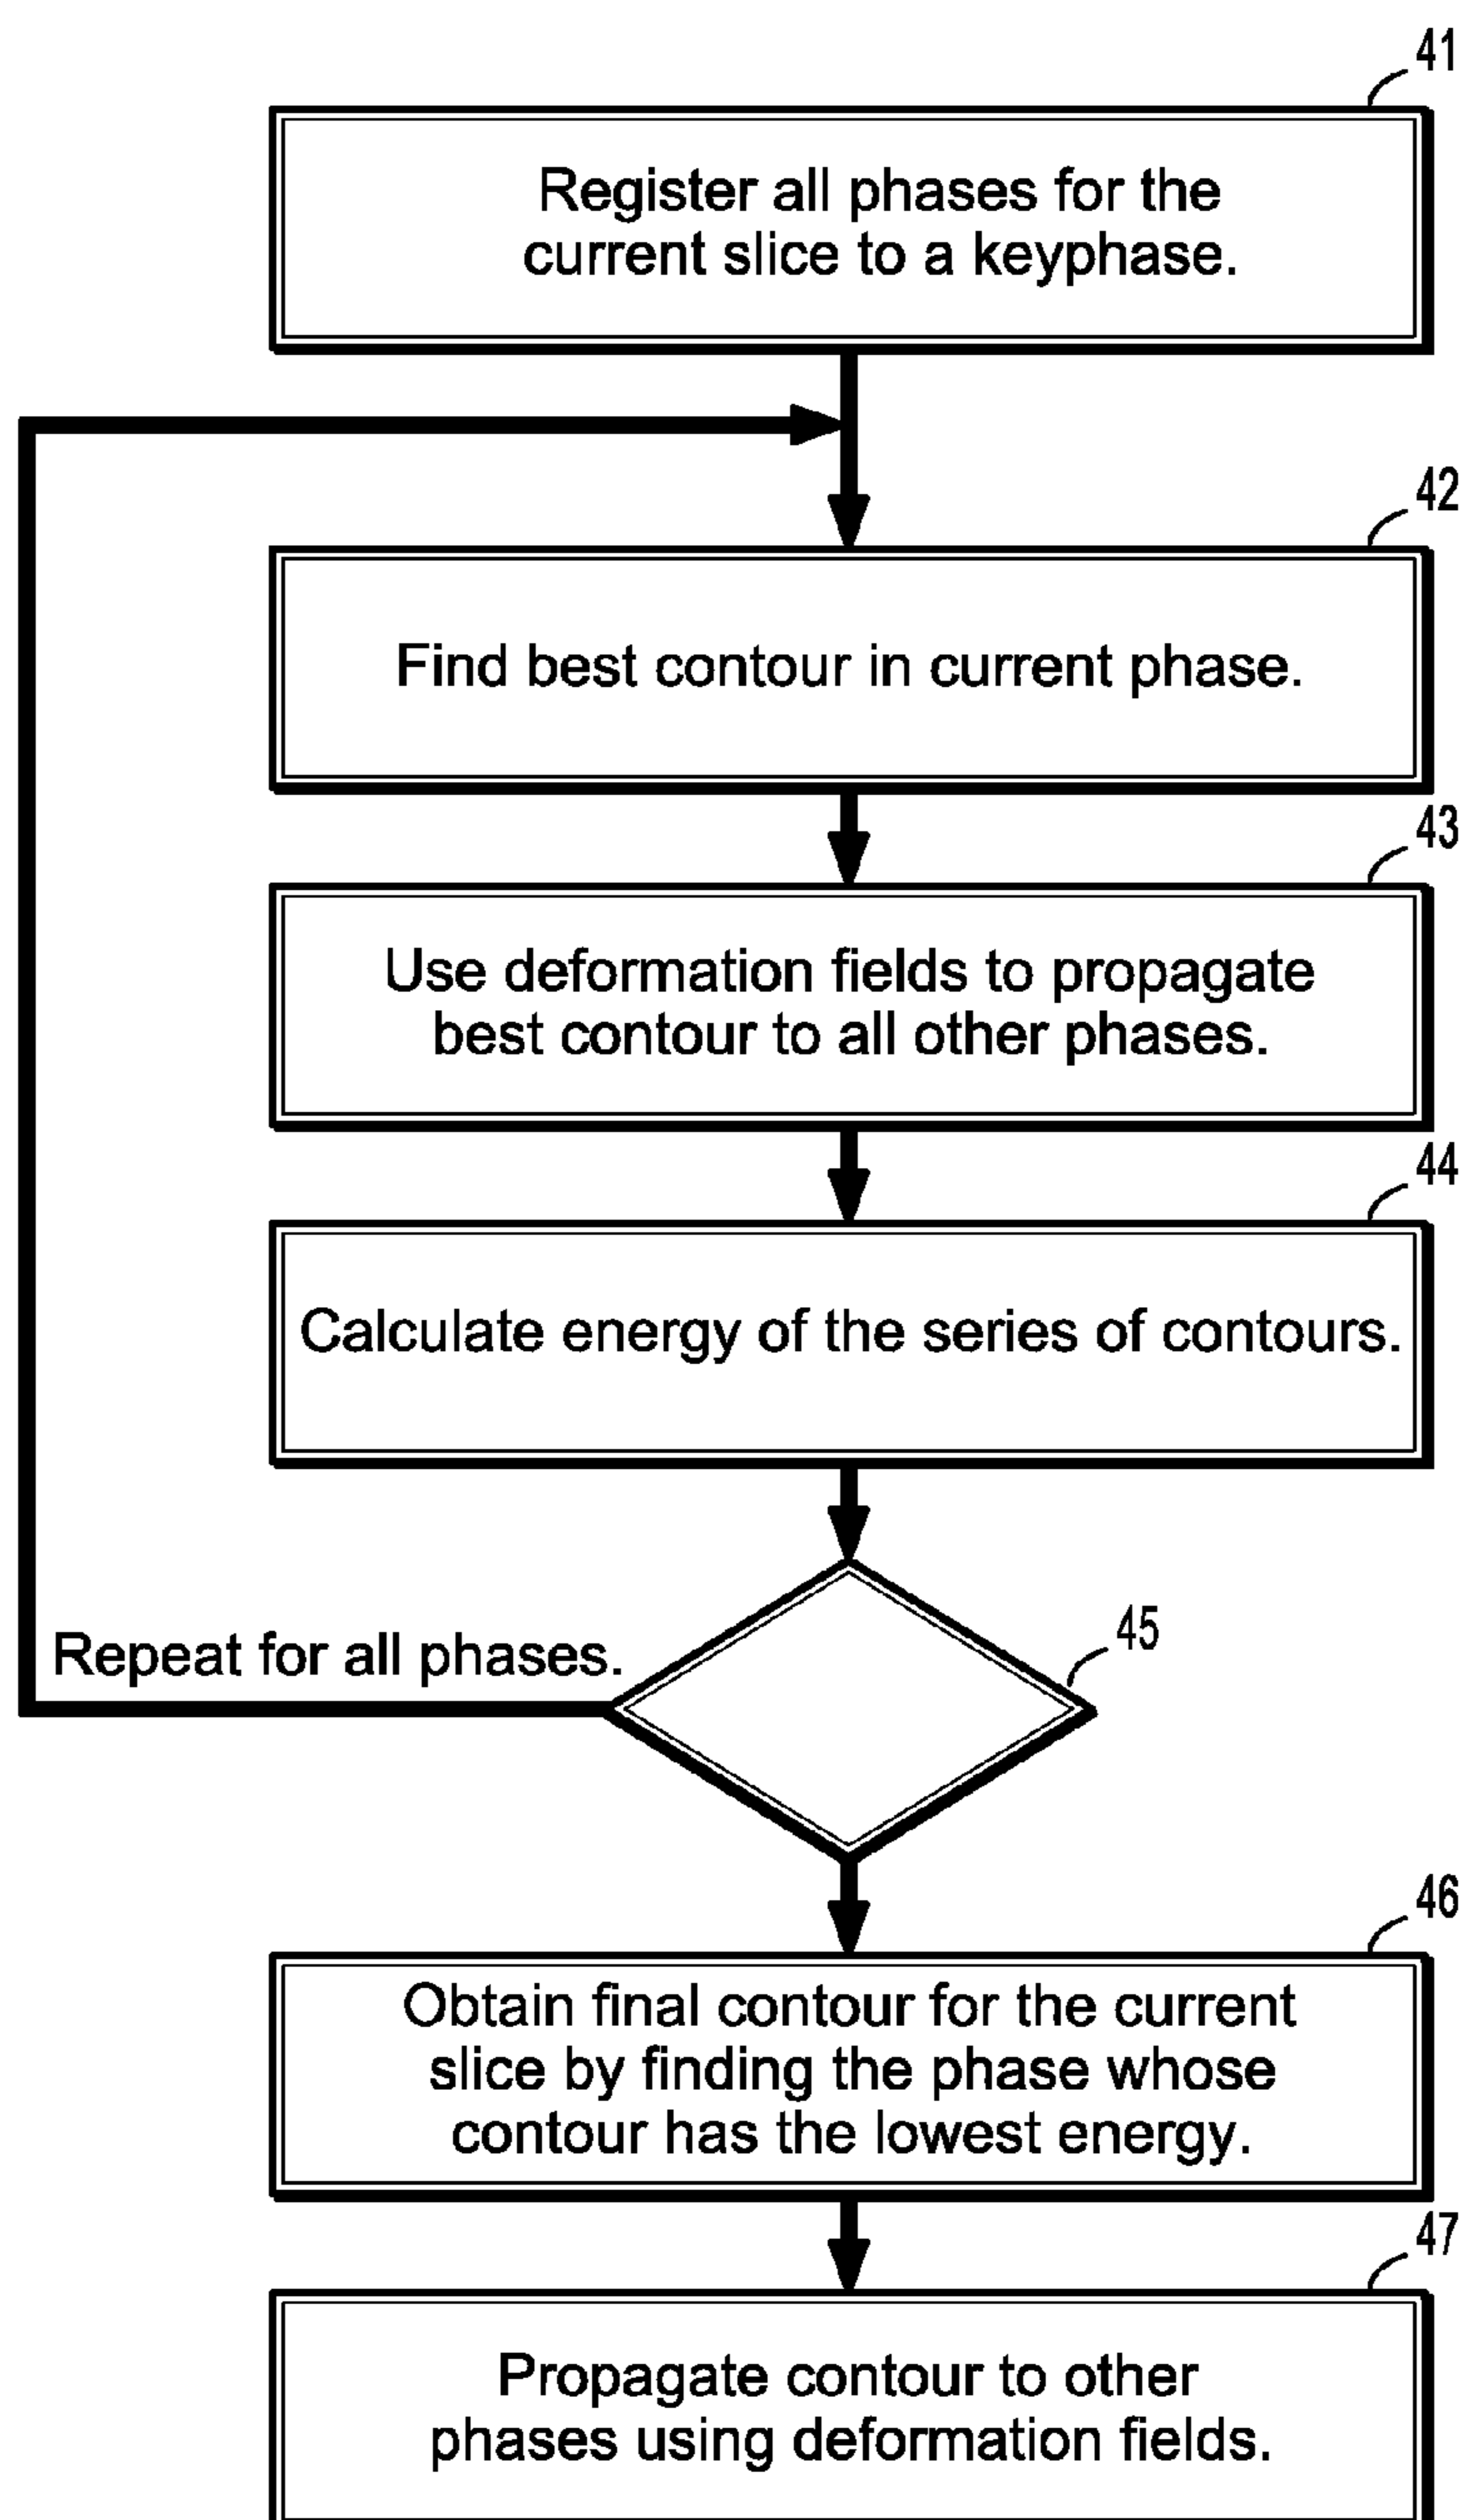 41
Register all phases for the
current slice to a keyphase.
42
Find best contour in current phase.
43
Use deformation fields to propagate
best contour to all other phases.
44
Calculate energy of the series of contours.
45
Repeat for all phases.
46
Obtain final contour for the current
slice by finding the phase whose
contour has the lowest energy.
47
Propagate contour to other
phases using deformation fields.